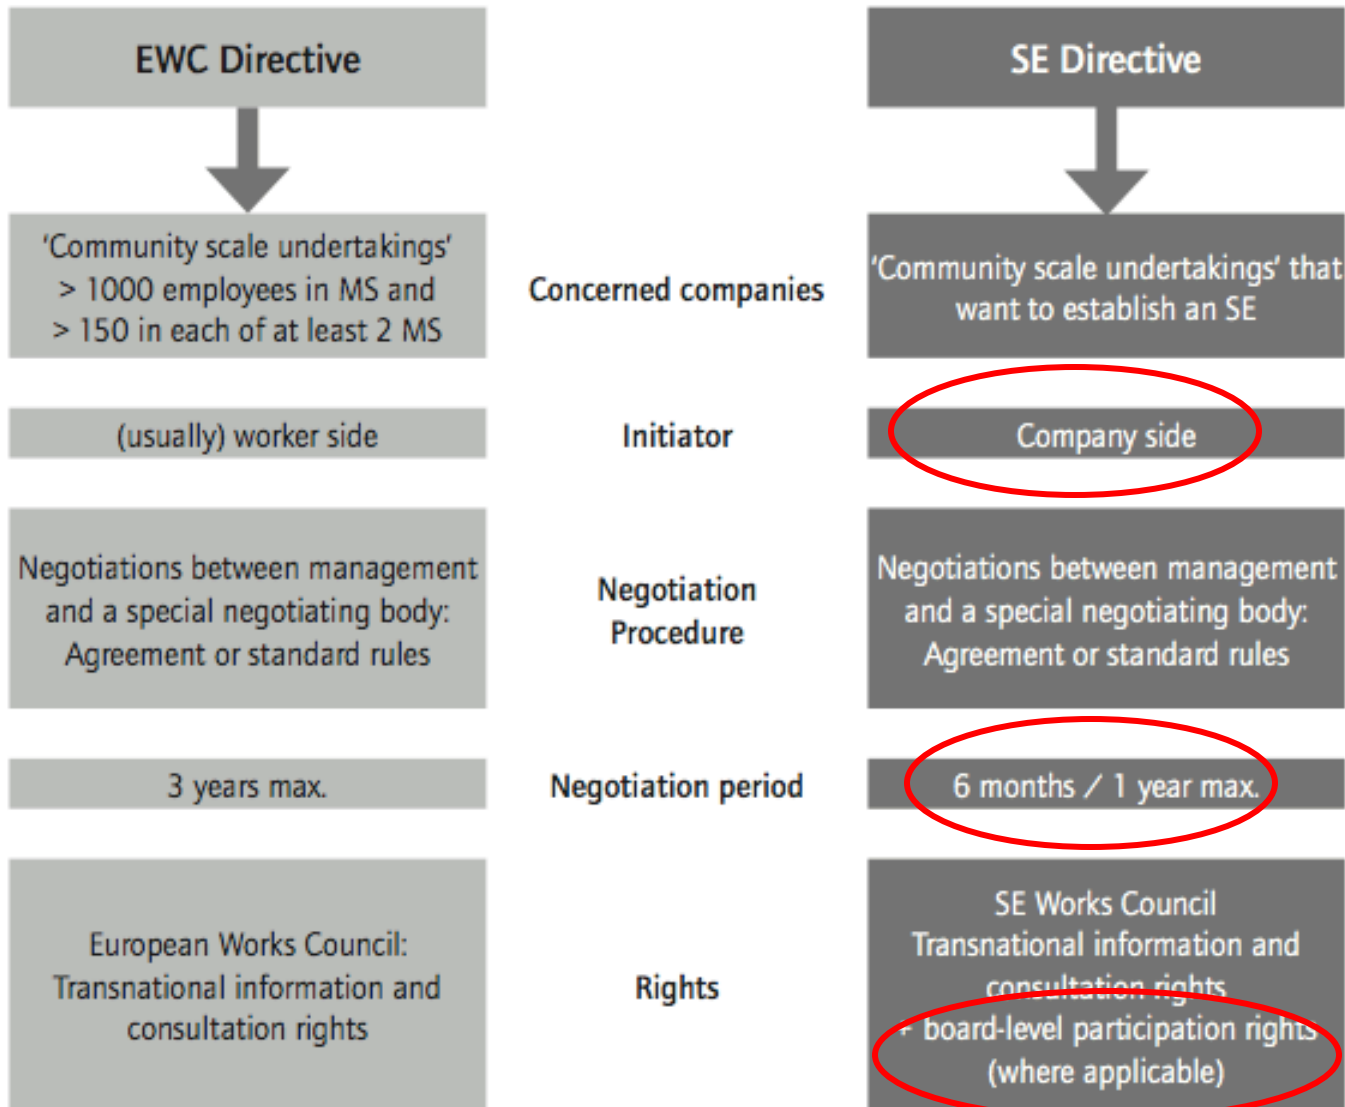 EWC Directive
SE Directive
'Community scale undertakings'
> 1000 employees in MS and
> 150 in each of at least 2 MS
Concerned companies
'Community scale undertakings' that
want to establish an SE
(usually) worker side
Initiator
Company side
Negotiations between management
and a special negotiating body:
Agreement or standard rules
Negotiation
Procedure
Negotiations between management
and a special negotiating body:
Agreement or standard rules
3 years max.
Negotiation period
6 months / 1 year max.
European Works Council:
Transnational information and
consultation rights
Rights
SE Works Council
Transnational information and
consultation rights
+ board-level participation rights
(where applicable)